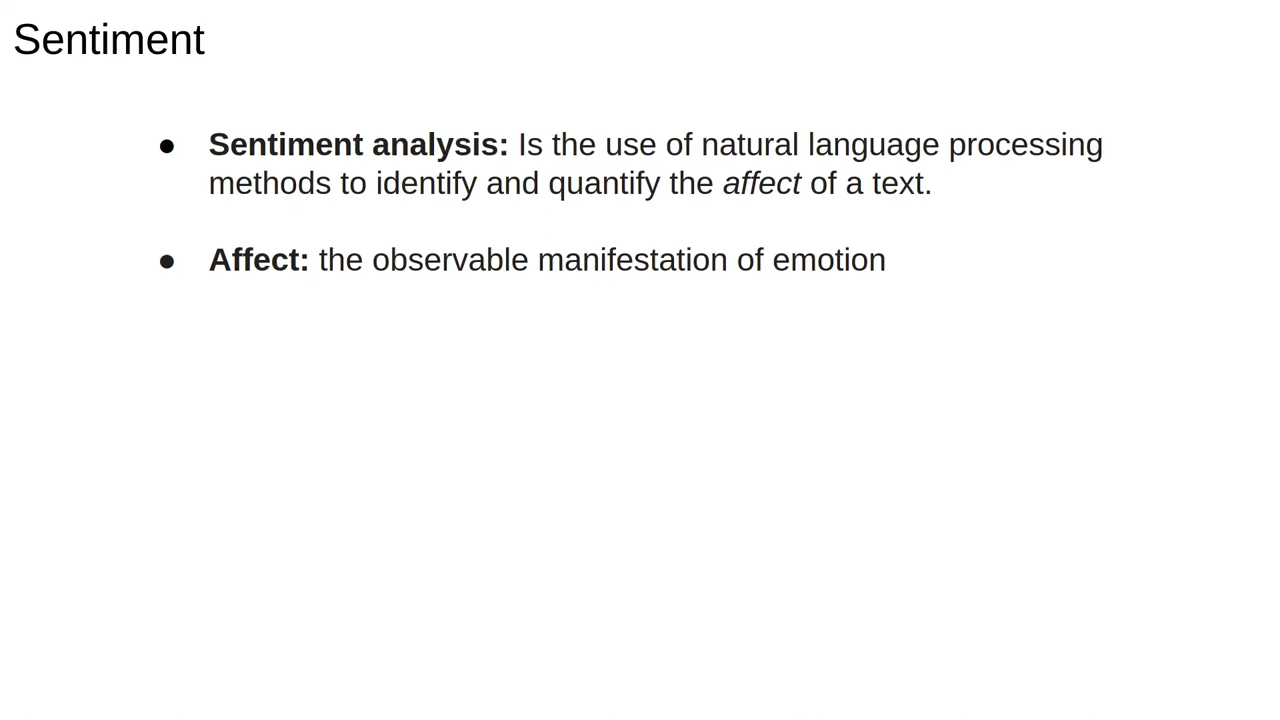 Sentiment
● Sentiment analysis: Is the use of natural language processing
methods to identify and quantify the affect of a text.
● Affect: the observable manifestation of emotion